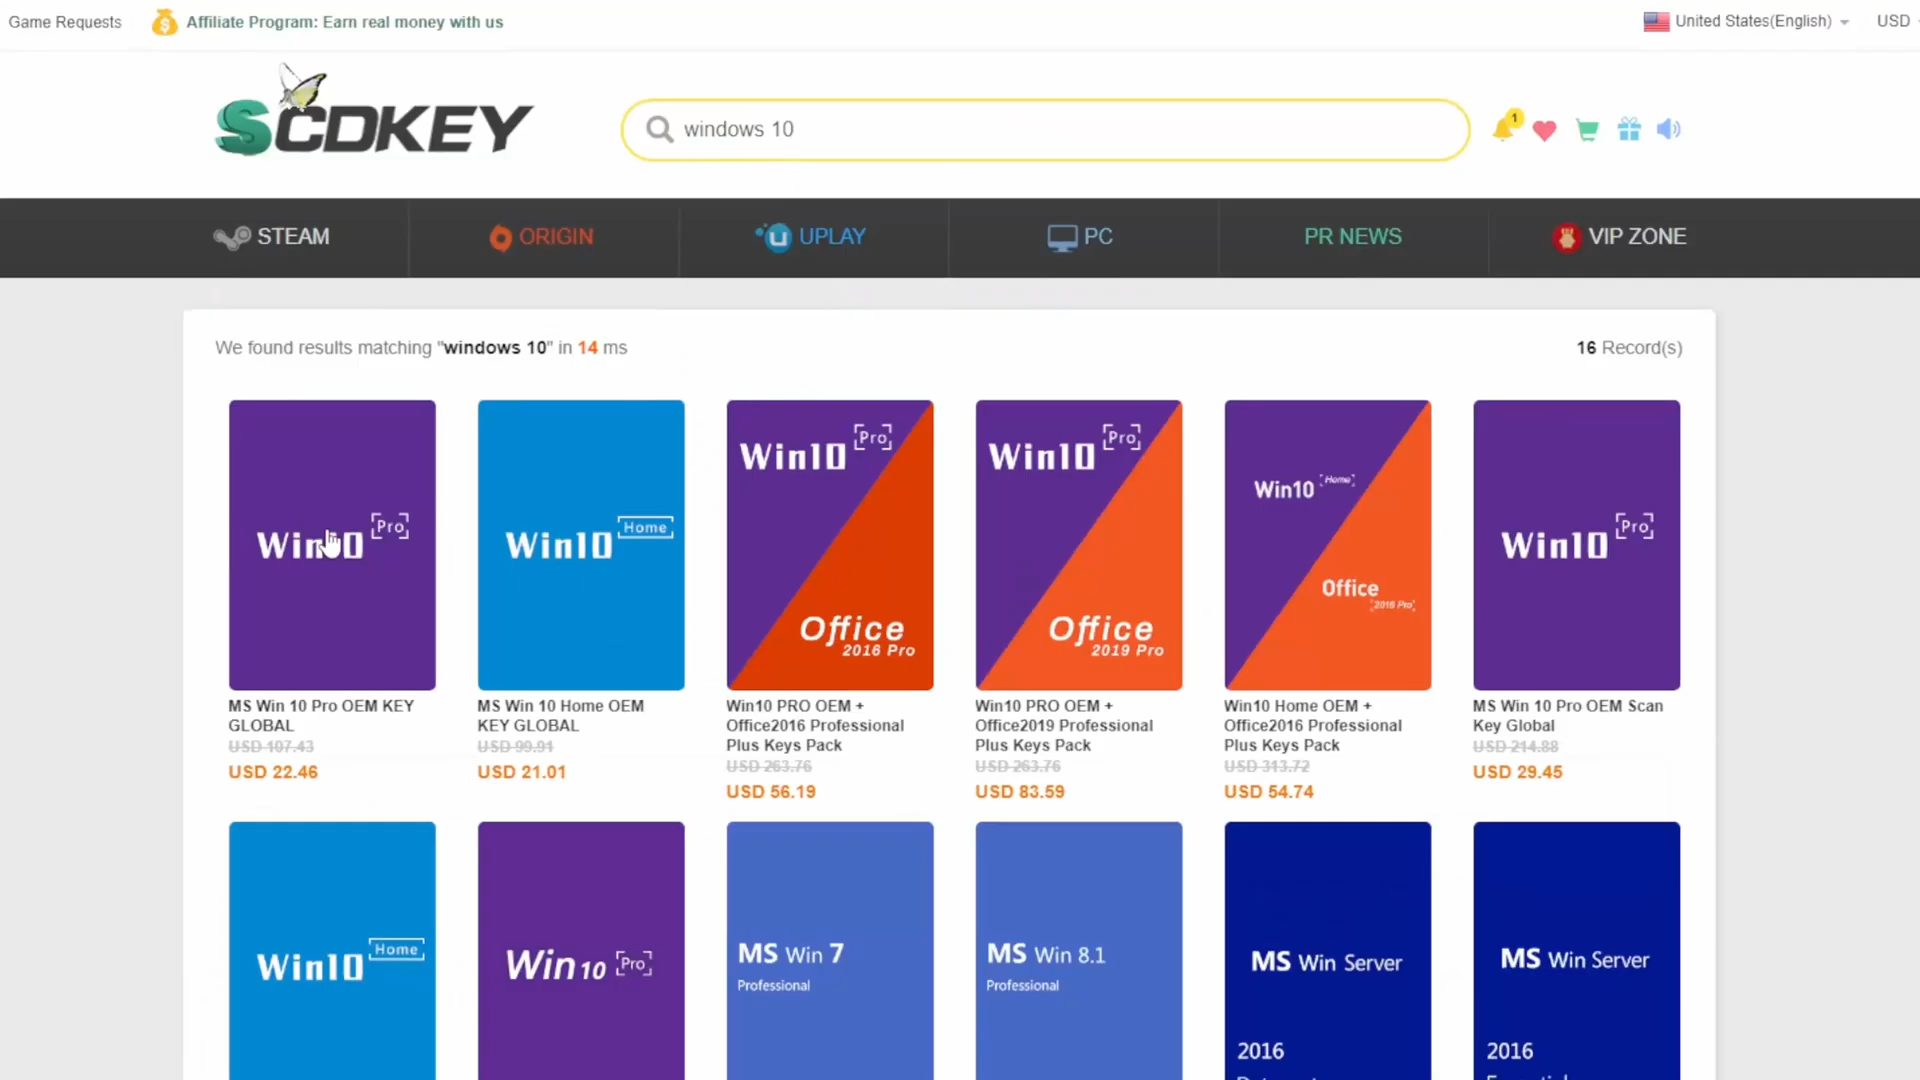 Game Requests
Affiliate Program: Earn real money with us
United States(English)
USD
SCDKEY
windows 10
1
STEAM
ORIGIN
UPLAY
PC
PR NEWS
VIP ZONE
We found results matching "windows 10" in 14 ms
16 Record(s)
Win10 [Pro]
Win10 [Home]
Win10 [Pro]
Office
2016 Pro
Win10 [Pro]
Office
2019 Pro
Win10 [Home]
Office
[2016 Pro]
Win10 [Pro]
MS Win 10 Pro OEM KEY
GLOBAL
USD 107.43
USD 22.46
MS Win 10 Home OEM
KEY GLOBAL
USD 99.91
USD 21.01
Win10 PRO OEM +
Office2016 Professional
Plus Keys Pack
USD 263.76
USD 56.19
Win10 PRO OEM +
Office2019 Professional
Plus Keys Pack
USD 263.76
USD 83.59
Win10 Home OEM +
Office2016 Professional
Plus Keys Pack
USD 313.72
USD 54.74
MS Win 10 Pro OEM Scan
Key Global
USD 214.88
USD 29.45
Win10 [Home]
Win 10 [Pro]
MS Win 7
Professional
MS Win 8.1
Professional
MS Win Server
2016
MS Win Server
2016